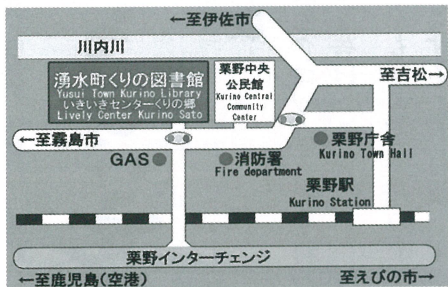 ←至伊佐市
川内川
湧水町くりの図書館
Yusui Town Kurino Library
いきいきセンターくりの郷
Lively Center Kurino Sato
栗野中央
公民館
Kurino Central
Community
Center
至吉松→
←至霧島市
GAS
消防署
Fire department
栗野庁舎
Kurino Town Hall
栗野駅
Kurino Station
栗野インターチェンジ
←至鹿児島(空港)
至えびの市→